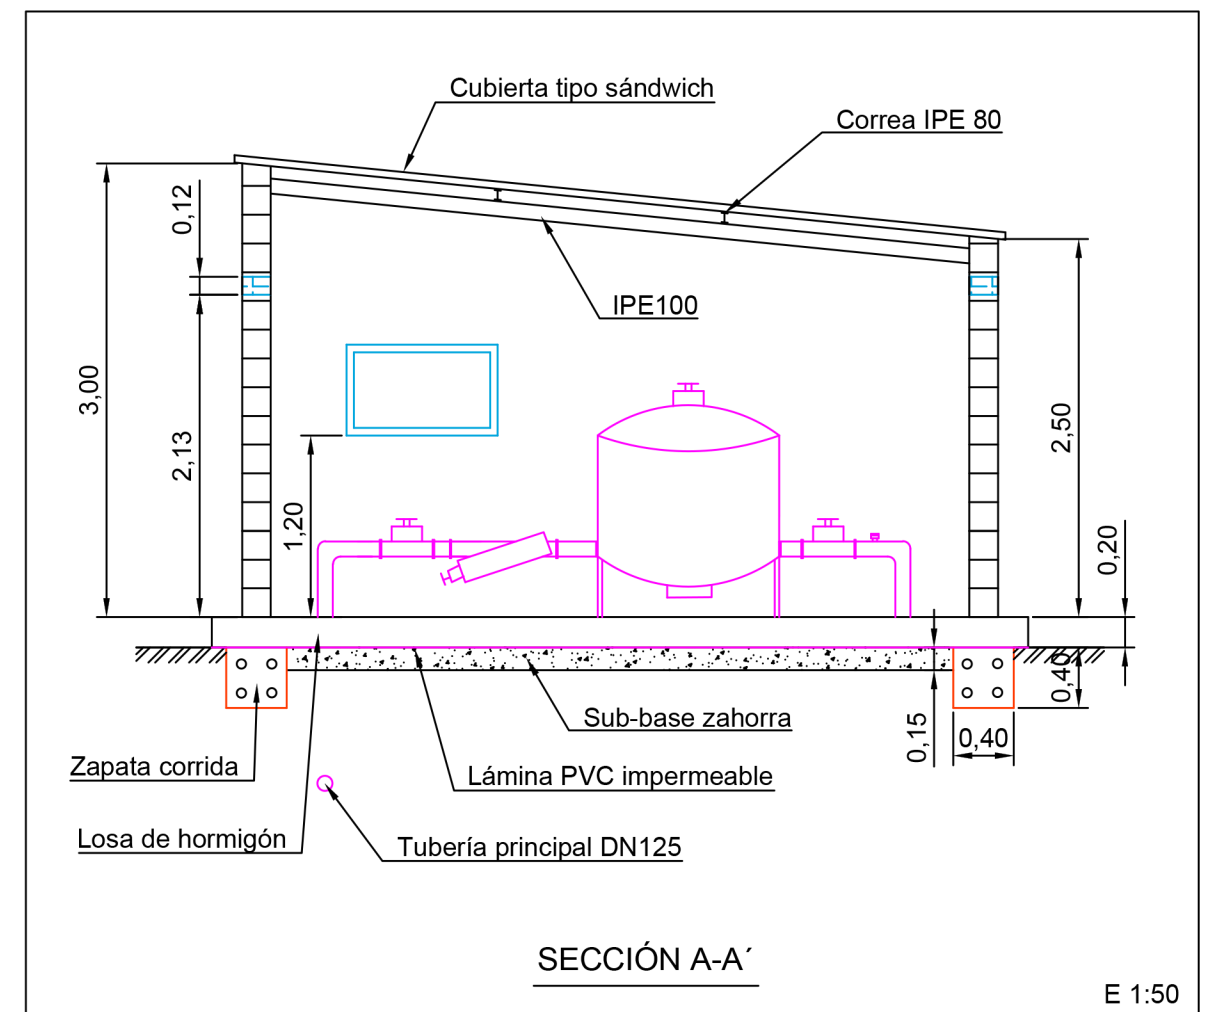 Cubierta tipo sándwich
Correa IPE 80
0,12
IPE100
3,00
2,13
2,50
1,20
0,20
0,40
Sub-base zahorra
0,15
0,40
Zapata corrida
Lámina PVC impermeable
Losa de hormigón
Tubería principal DN125
SECCIÓN A-A´
E 1:50